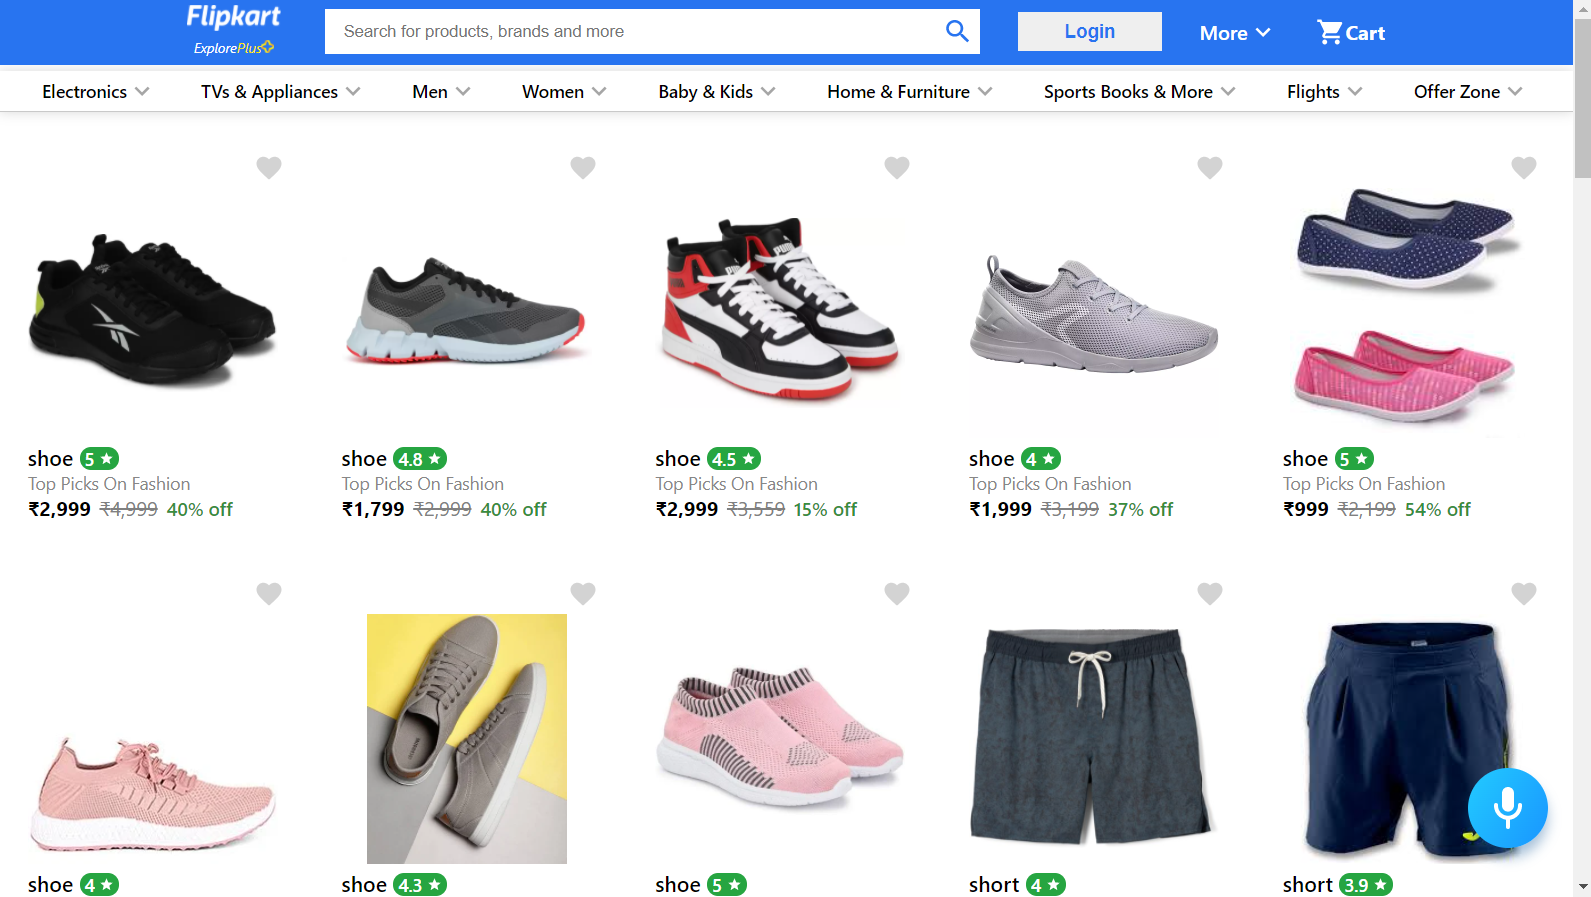 Flipkart
ExplorePlus
Search for products, brands and more
Login
More
Cart
Electronics
TVs & Appliances
Men
Women
Baby & Kids
Home & Furniture
Sports Books & More
Flights
Offer Zone
shoe 5 ★
Top Picks On Fashion
₹2,999 ₹4,999 40% off
shoe 4.8 ★
Top Picks On Fashion
₹1,799 ₹2,999 40% off
PUMA
shoe 4.5 ★
Top Picks On Fashion
₹2,999 ₹3,559 15% off
shoe 4 ★
Top Picks On Fashion
₹1,999 ₹3,199 37% off
shoe 5 ★
Top Picks On Fashion
₹999 ₹2,199 54% off
shoe 4 ★
shoe 4.3 ★
shoe 5 ★
short 4 ★
short 3.9 ★